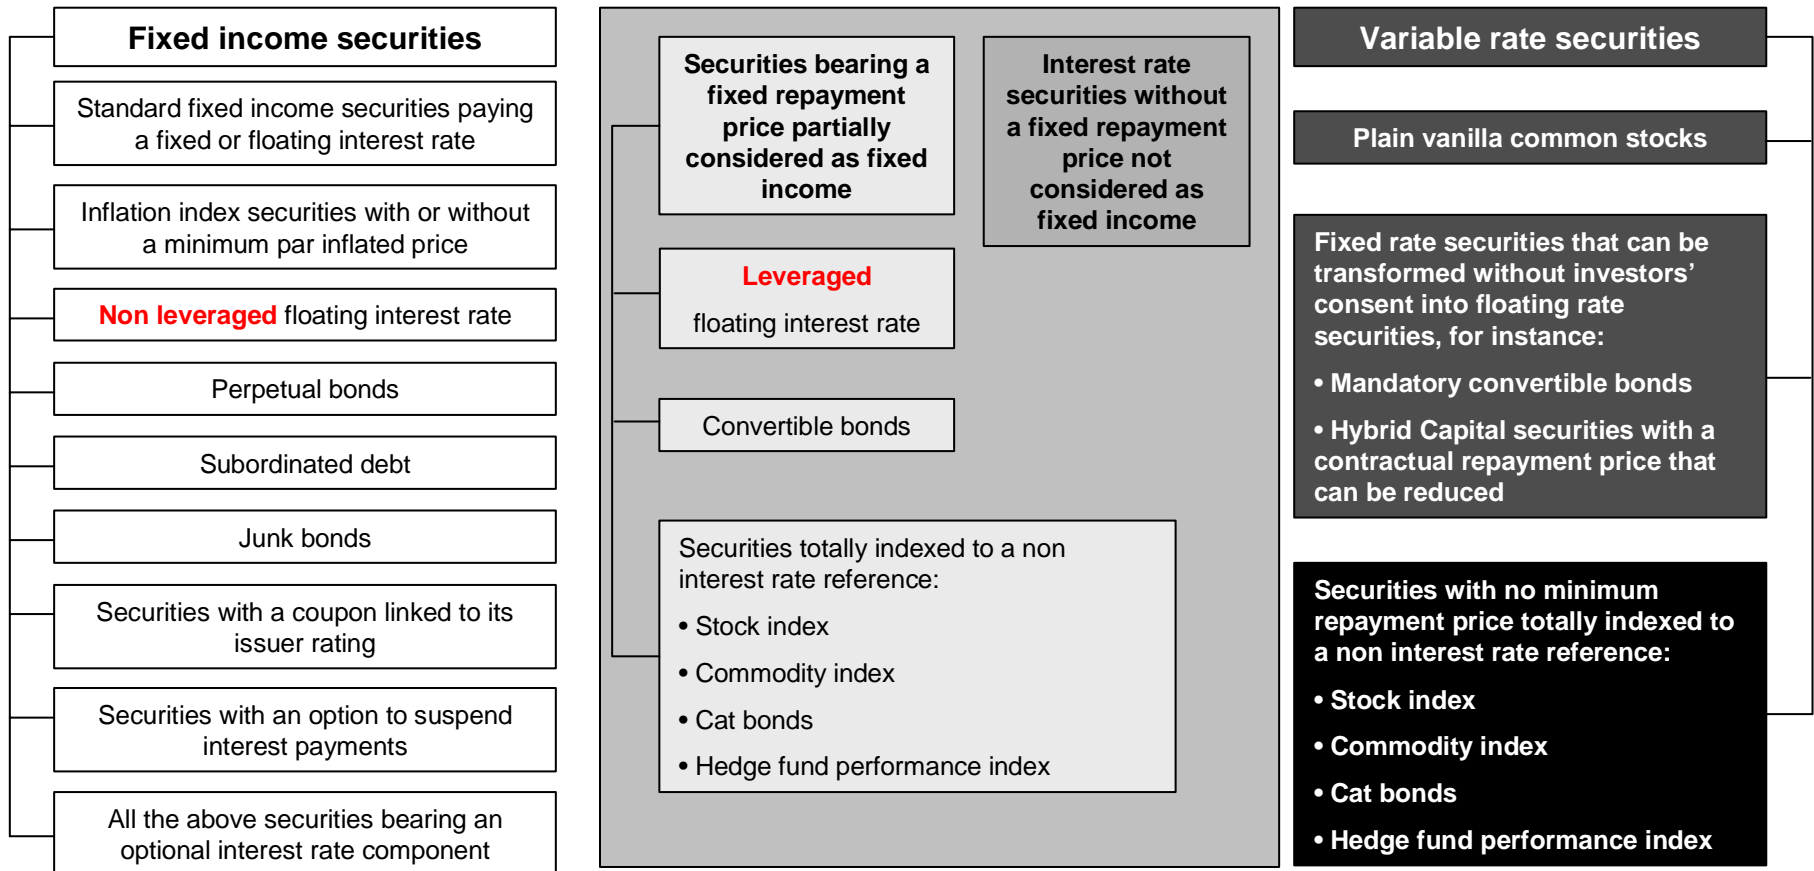 Fixed income securities
Standard fixed income securities paying
a fixed or floating interest rate
Inflation index securities with or without
a minimum par inflated price
Non leveraged floating interest rate
Perpetual bonds
Subordinated debt
Junk bonds
Securities with a coupon linked to its
issuer rating
Securities with an option to suspend
interest payments
All the above securities bearing an
optional interest rate component
Securities bearing a
fixed repayment
price partially
considered as fixed
income
Interest rate
securities without
a fixed repayment
price not
considered as
fixed income
Leveraged
floating interest rate
Convertible bonds
Securities totally indexed to a non
interest rate reference:
• Stock index
• Commodity index
• Cat bonds
• Hedge fund performance index
Variable rate securities
Plain vanilla common stocks
Fixed rate securities that can be
transformed without investors’
consent into floating rate
securities, for instance:
• Mandatory convertible bonds
• Hybrid Capital securities with a
contractual repayment price that
can be reduced
Securities with no minimum
repayment price totally indexed to
a non interest rate reference:
• Stock index
• Commodity index
• Cat bonds
• Hedge fund performance index